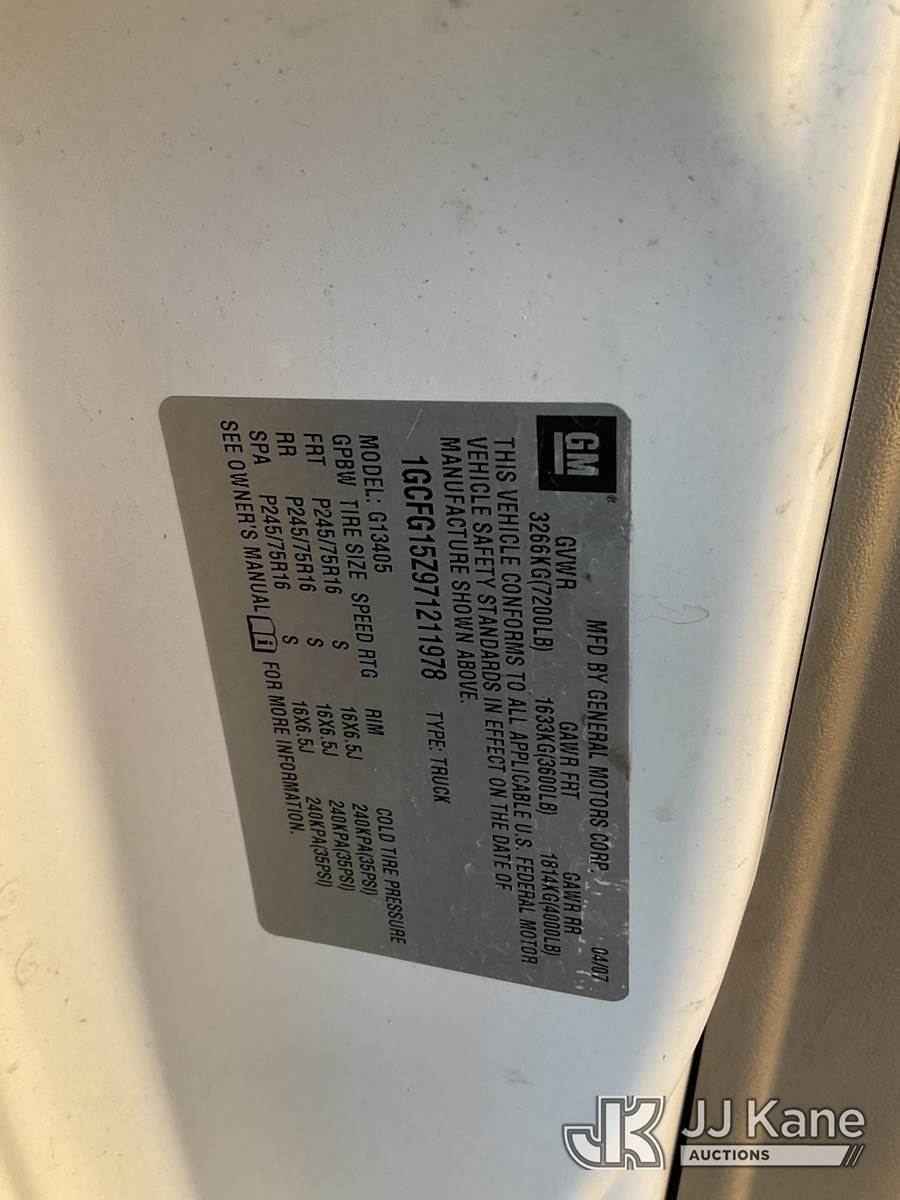 GM®
MFD BY GENERAL MOTORS CORP. 04/07
GVWR GAWR FRT GAWR RR
3266KG(7200LB) 1633KG(3600LB) 1814KG(4000LB)
THIS VEHICLE CONFORMS TO ALL APPLICABLE U.S. FEDERAL MOTOR
VEHICLE SAFETY STANDARDS IN EFFECT ON THE DATE OF
MANUFACTURE SHOWN ABOVE.
1GCFG15Z971211978 TYPE: TRUCK
MODEL: G13405
GPBW TIRE SIZE SPEED RTG RIM COLD TIRE PRESSURE
FRT P245/75R16 S 16X6.5J 240KPA(35PSI)
RR P245/75R16 S 16X6.5J 240KPA(35PSI)
SPA P245/75R16 S 16X6.5J 240KPA(35PSI)
SEE OWNER'S MANUAL FOR MORE INFORMATION.
JK JJ Kane
AUCTIONS